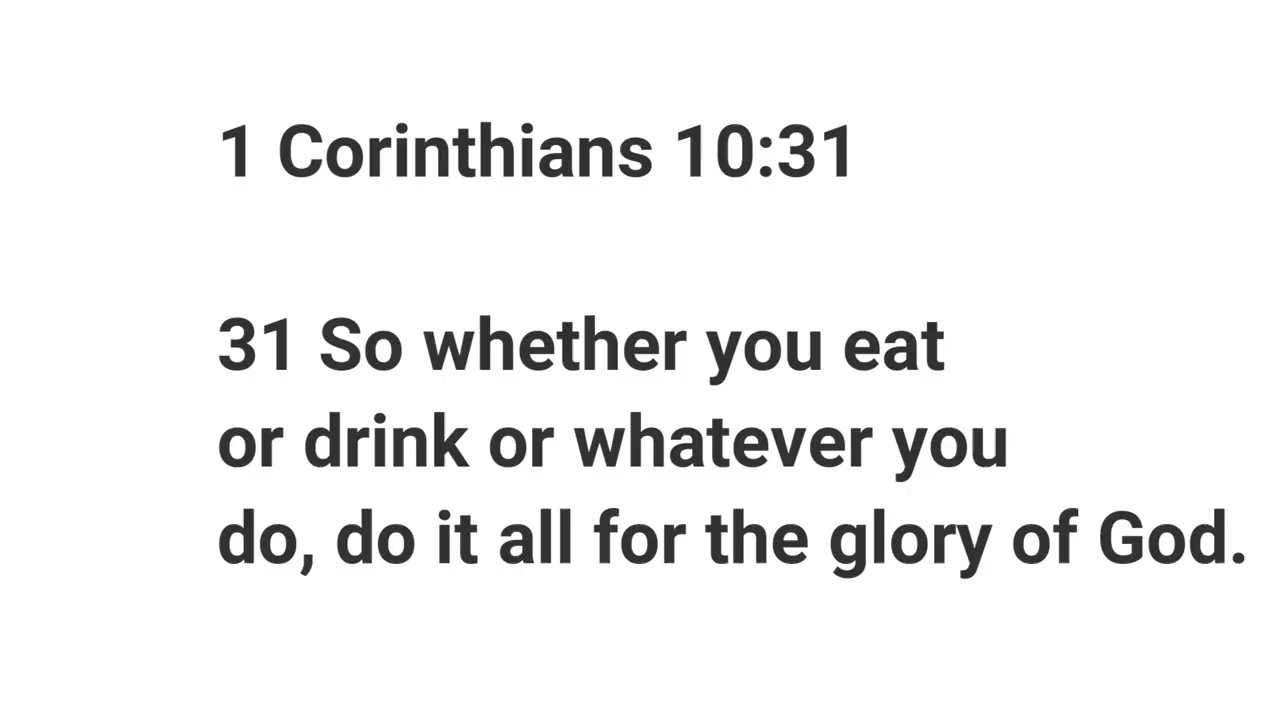 1 Corinthians 10:31
31 So whether you eat
or drink or whatever you
do, do it all for the glory of God.